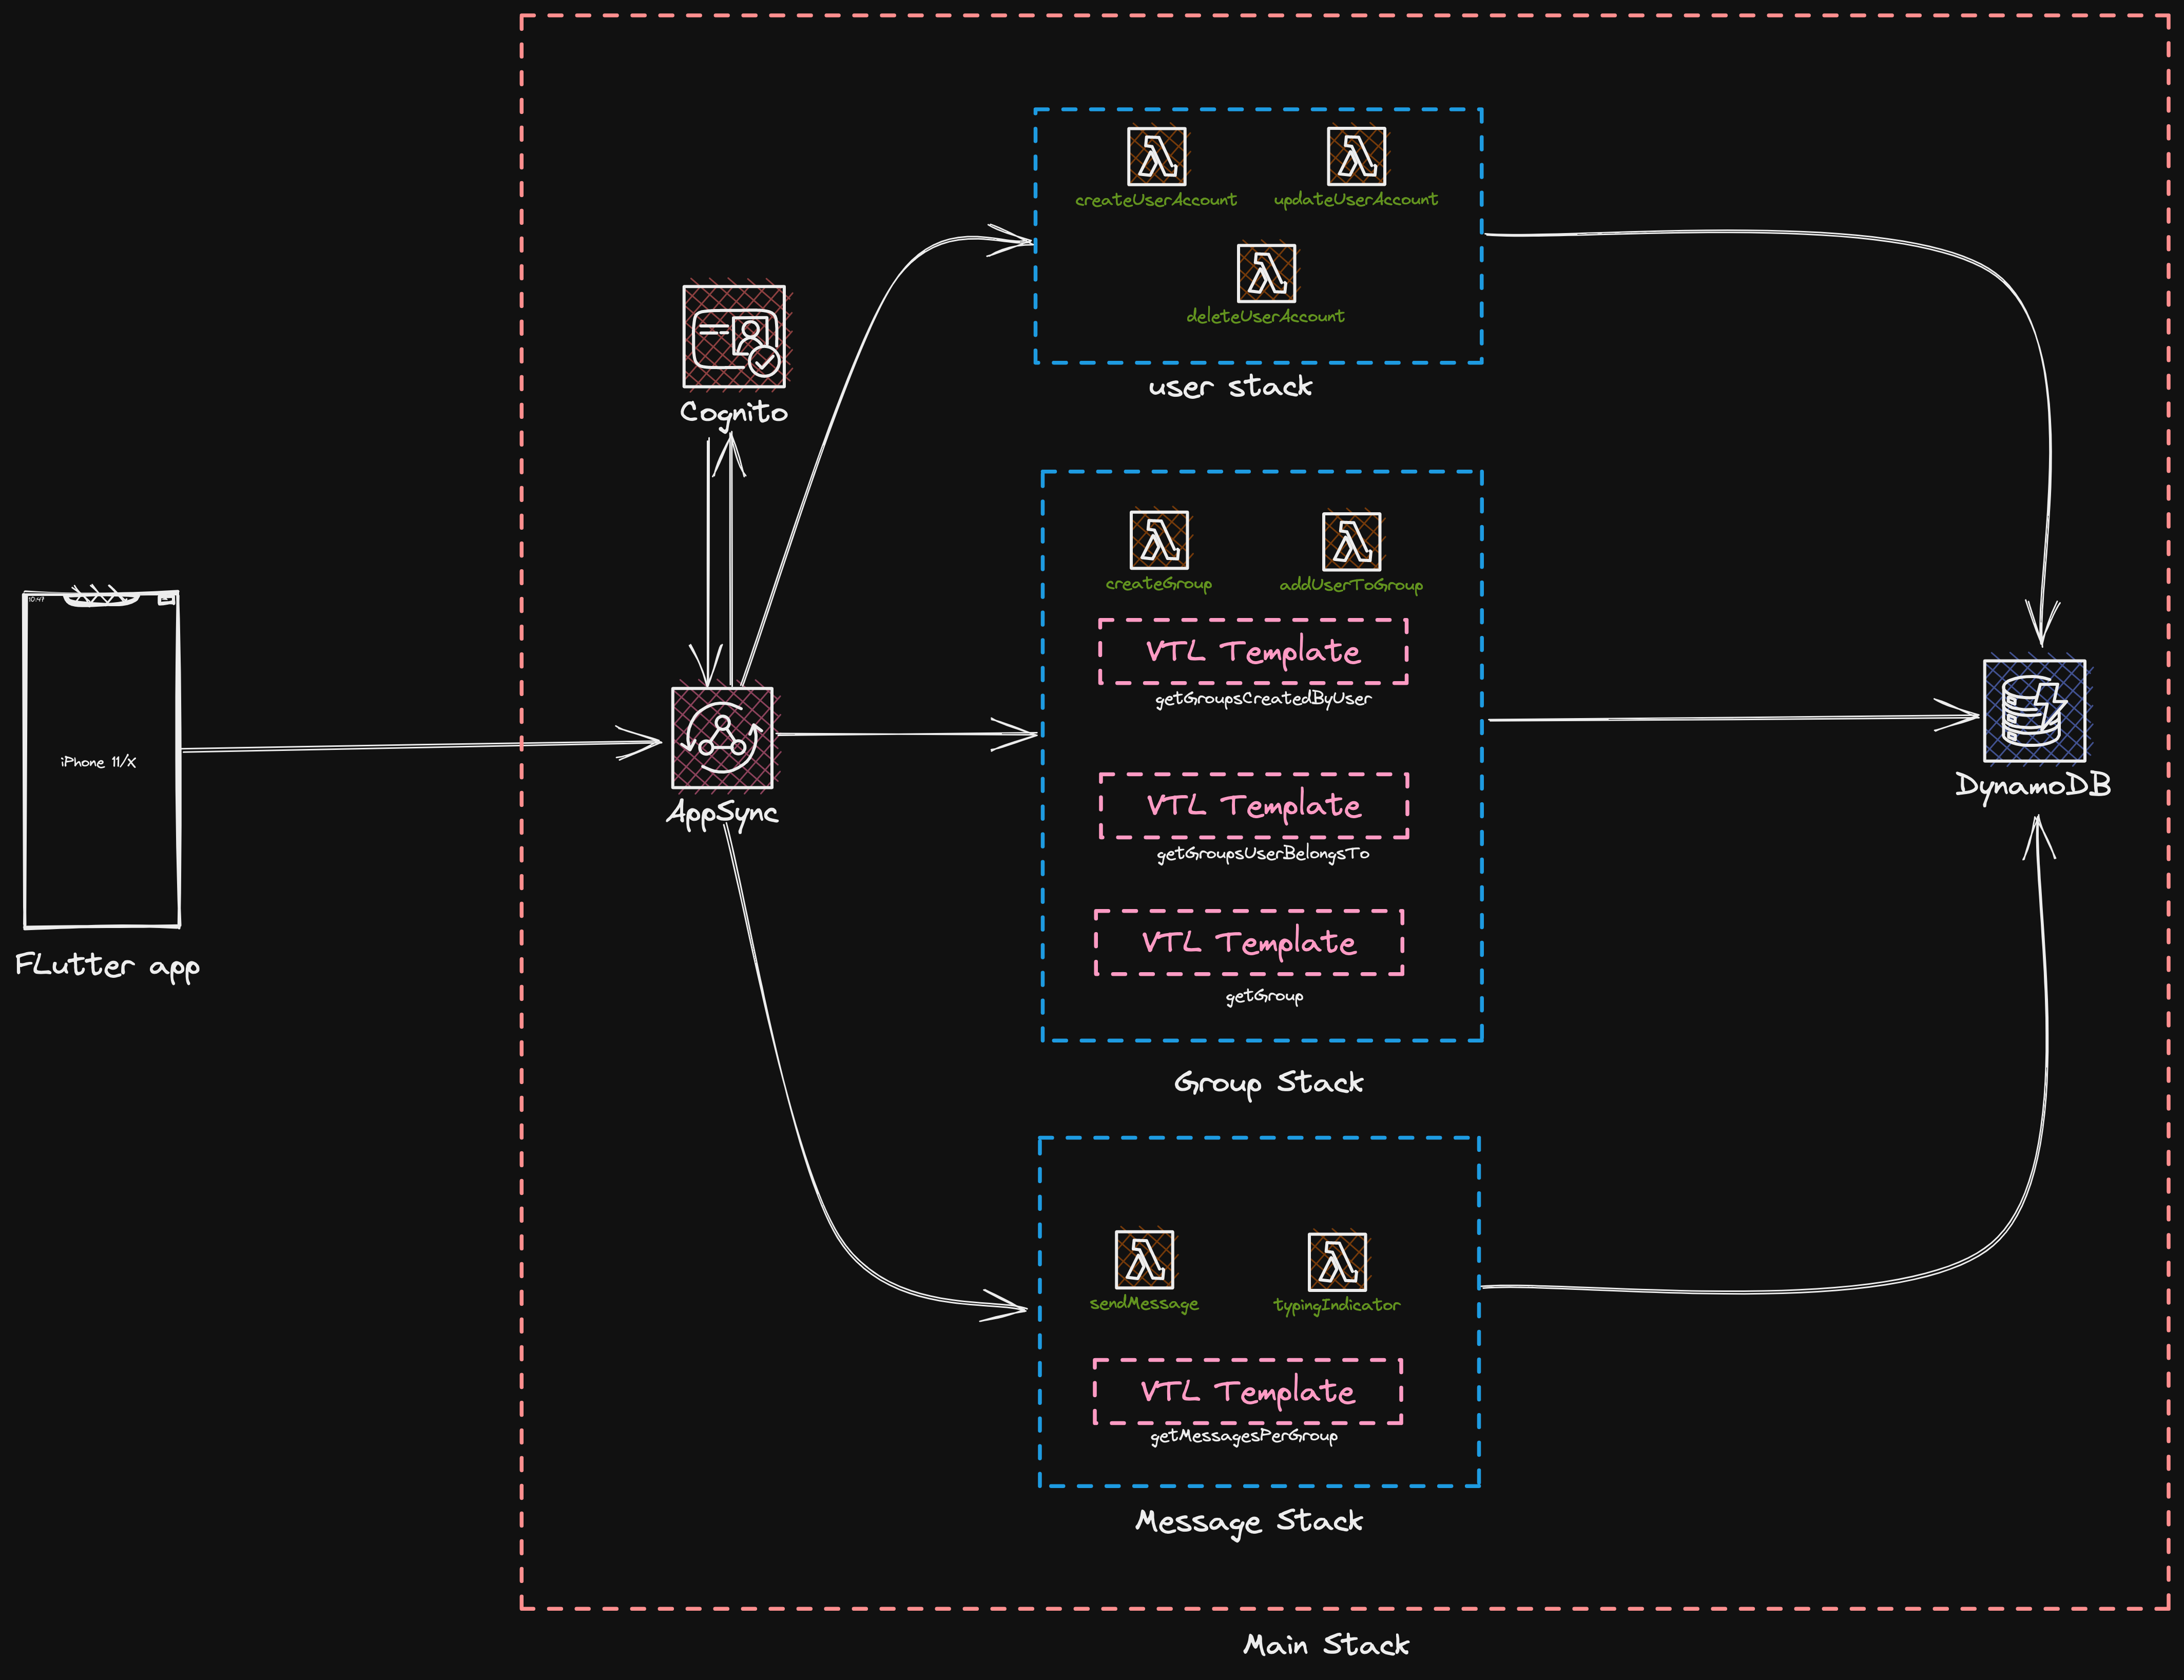 createUserAccount
updateUserAccount
deleteUserAccount
user stack
Cognito
createGroup
addUserToGroup
VTL Template
getGroupsCreatedByUser
10:47
iPhone 11/X
FLutter app
AppSync
VTL Template
getGroupsUserBelongsTo
VTL Template
getGroup
Group Stack
DynamoDB
sendMessage
typingIndicator
VTL Template
getMessagesPerGroup
Message Stack
Main Stack